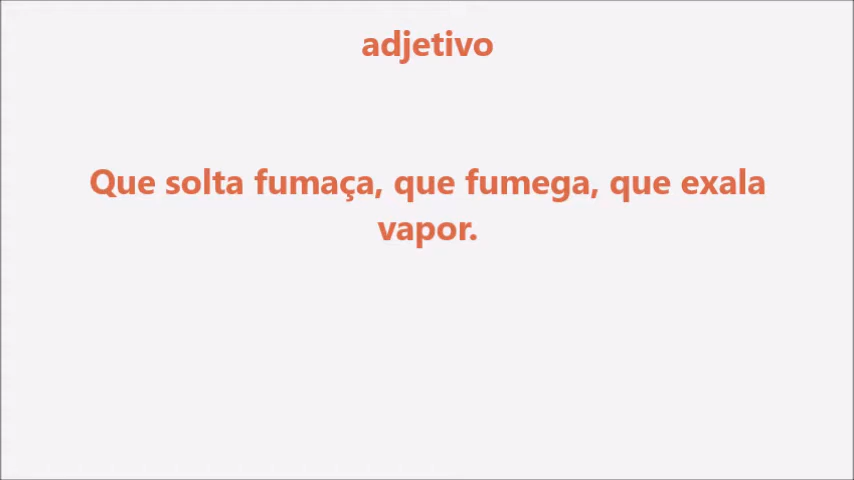 adjetivo
Que solta fumaça, que fumega, que exala
vapor.